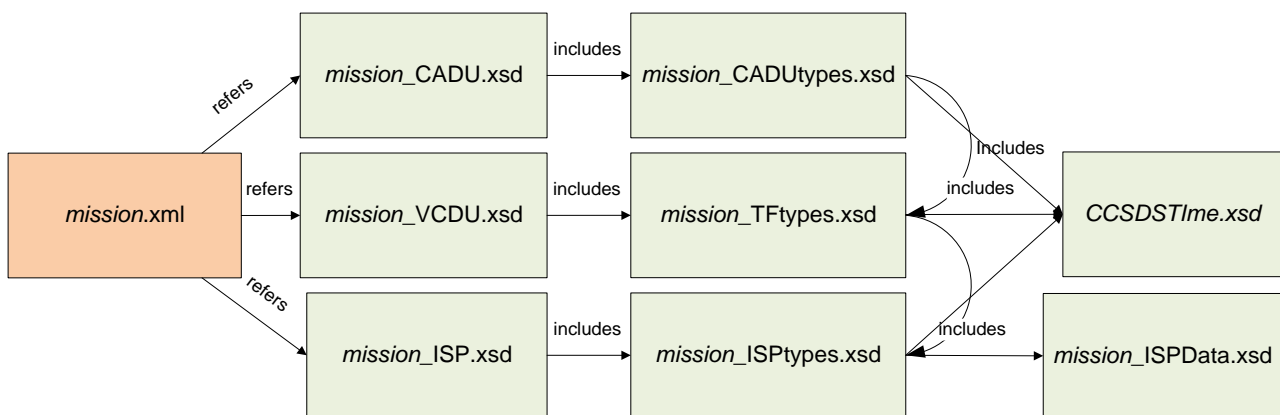 mission_CADU.xsd
includes
mission_CADUtypes.xsd
refers
Includes
mission.xml
refers
mission_VCDU.xsd
includes
mission_TFtypes.xsd
includes
CCSDSTIme.xsd
refers
mission_ISP.xsd
includes
mission_ISPtypes.xsd
includes
mission_ISPData.xsd